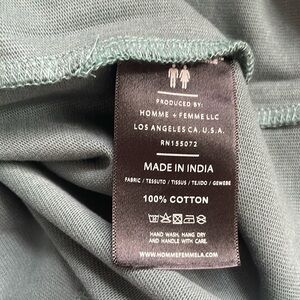 PRODUCED BY:
HOMME + FEMME LLC
LOS ANGELES CA, U.S.A.
RN155072
MADE IN INDIA
FABRIC / TESSUTO / TISSUS / TEJIDO / GEWEBE
100% COTTON
HAND WASH, HANG DRY
AND HANDLE WITH CARE.
WWW.HOMMEFEMMELA.COM